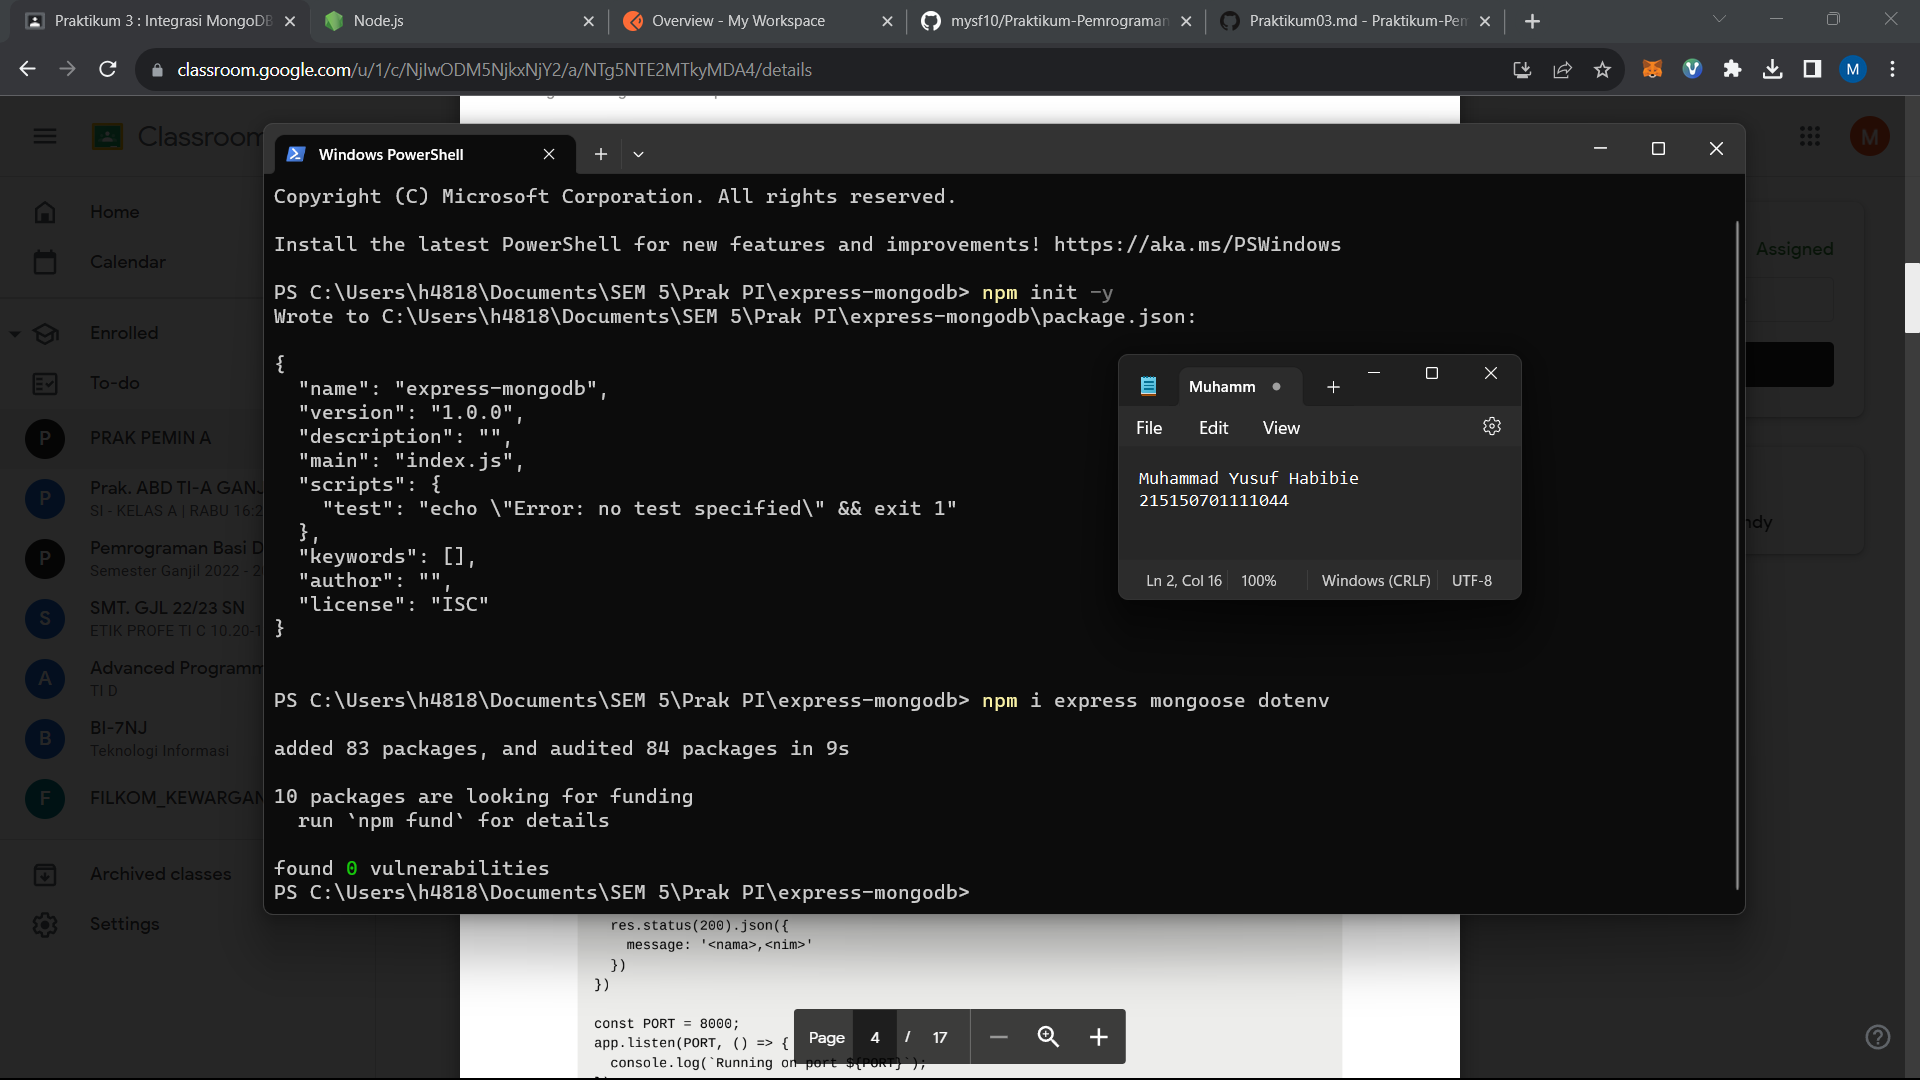 Praktikum 3 : Integrasi MongoDB
Node.js
Overview - My Workspace
mysf10/Praktikum-Pemrograman
Praktikum03.md - Praktikum-Pem
classroom.google.com/u/1/c/NjIwODM5NjkxNjY2/a/NTg5NTE2MTkyMDA4/details
M
Classroom
M
Windows PowerShell
Home
Calendar
Enrolled
To-do
P
PRAK PEMIN A
P
Prak. ABD TI-A GANJ
SI - KELAS A | RABU 16:2
P
Pemrograman Basi D
Semester Ganjil 2022 - 2
S
SMT. GJL 22/23 SN
ETIK PROFE TI C 10.20-1
A
Advanced Programm
TI D
B
BI-7NJ
Teknologi Informasi
F
FILKOM_KEWARGAN
Archived classes
Settings
Assigned
Copyright (C) Microsoft Corporation. All rights reserved.
Install the latest PowerShell for new features and improvements! https://aka.ms/PSWindows
PS C:\Users\h4818\Documents\SEM 5\Prak PI\express-mongodb> npm init -y
Wrote to C:\Users\h4818\Documents\SEM 5\Prak PI\express-mongodb\package.json:
{
"name": "express-mongodb",
"version": "1.0.0",
"description": "",
"main": "index.js",
"scripts": {
"test": "echo \"Error: no test specified\" && exit 1"
},
"keywords": [],
"author": "",
"license": "ISC"
}
PS C:\Users\h4818\Documents\SEM 5\Prak PI\express-mongodb> npm i express mongoose dotenv
added 83 packages, and audited 84 packages in 9s
10 packages are looking for funding
run `npm fund` for details
found 0 vulnerabilities
PS C:\Users\h4818\Documents\SEM 5\Prak PI\express-mongodb>
Muhamm
File Edit View
Muhammad Yusuf Habibie
215150701111044
Ln 2, Col 16 100% Windows (CRLF) UTF-8
ndy
res.status(200).json({
message: '<nama>,<nim>'
})
})
const PORT = 8000;
app.listen(PORT, () => {
console.log(`Running on port ${PORT}`);
Page 4 / 17